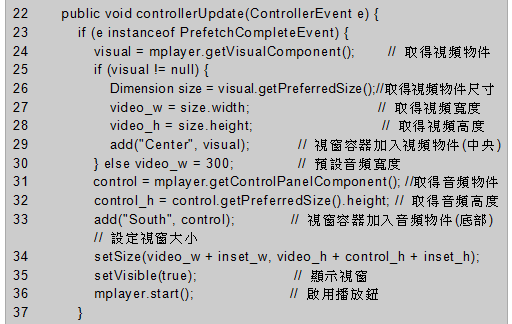 22 public void controllerUpdate(ControllerEvent e) {
23 if (e instanceof PrefetchCompleteEvent) {
24 visual = mplayer.getVisualComponent(); // 取得視頻物件
25 if (visual != null) {
26 Dimension size = visual.getPreferredSize();//取得視頻物件尺寸
27 video_w = size.width; // 取得視頻寬度
28 video_h = size.height; // 取得視頻高度
29 add("Center", visual); // 視窗容器加入視頻物件(中央)
30 } else video_w = 300; // 預設音頻寬度
31 control = mplayer.getControlPanelComponent(); //取得音頻物件
32 control_h = control.getPreferredSize().height; // 取得音頻高度
33 add("South", control); // 視窗容器加入音頻物件(底部)
// 設定視窗大小
34 setSize(video_w + inset_w, video_h + control_h + inset_h);
35 setVisible(true); // 顯示視窗
36 mplayer.start(); // 啟用播放鈕
37 }